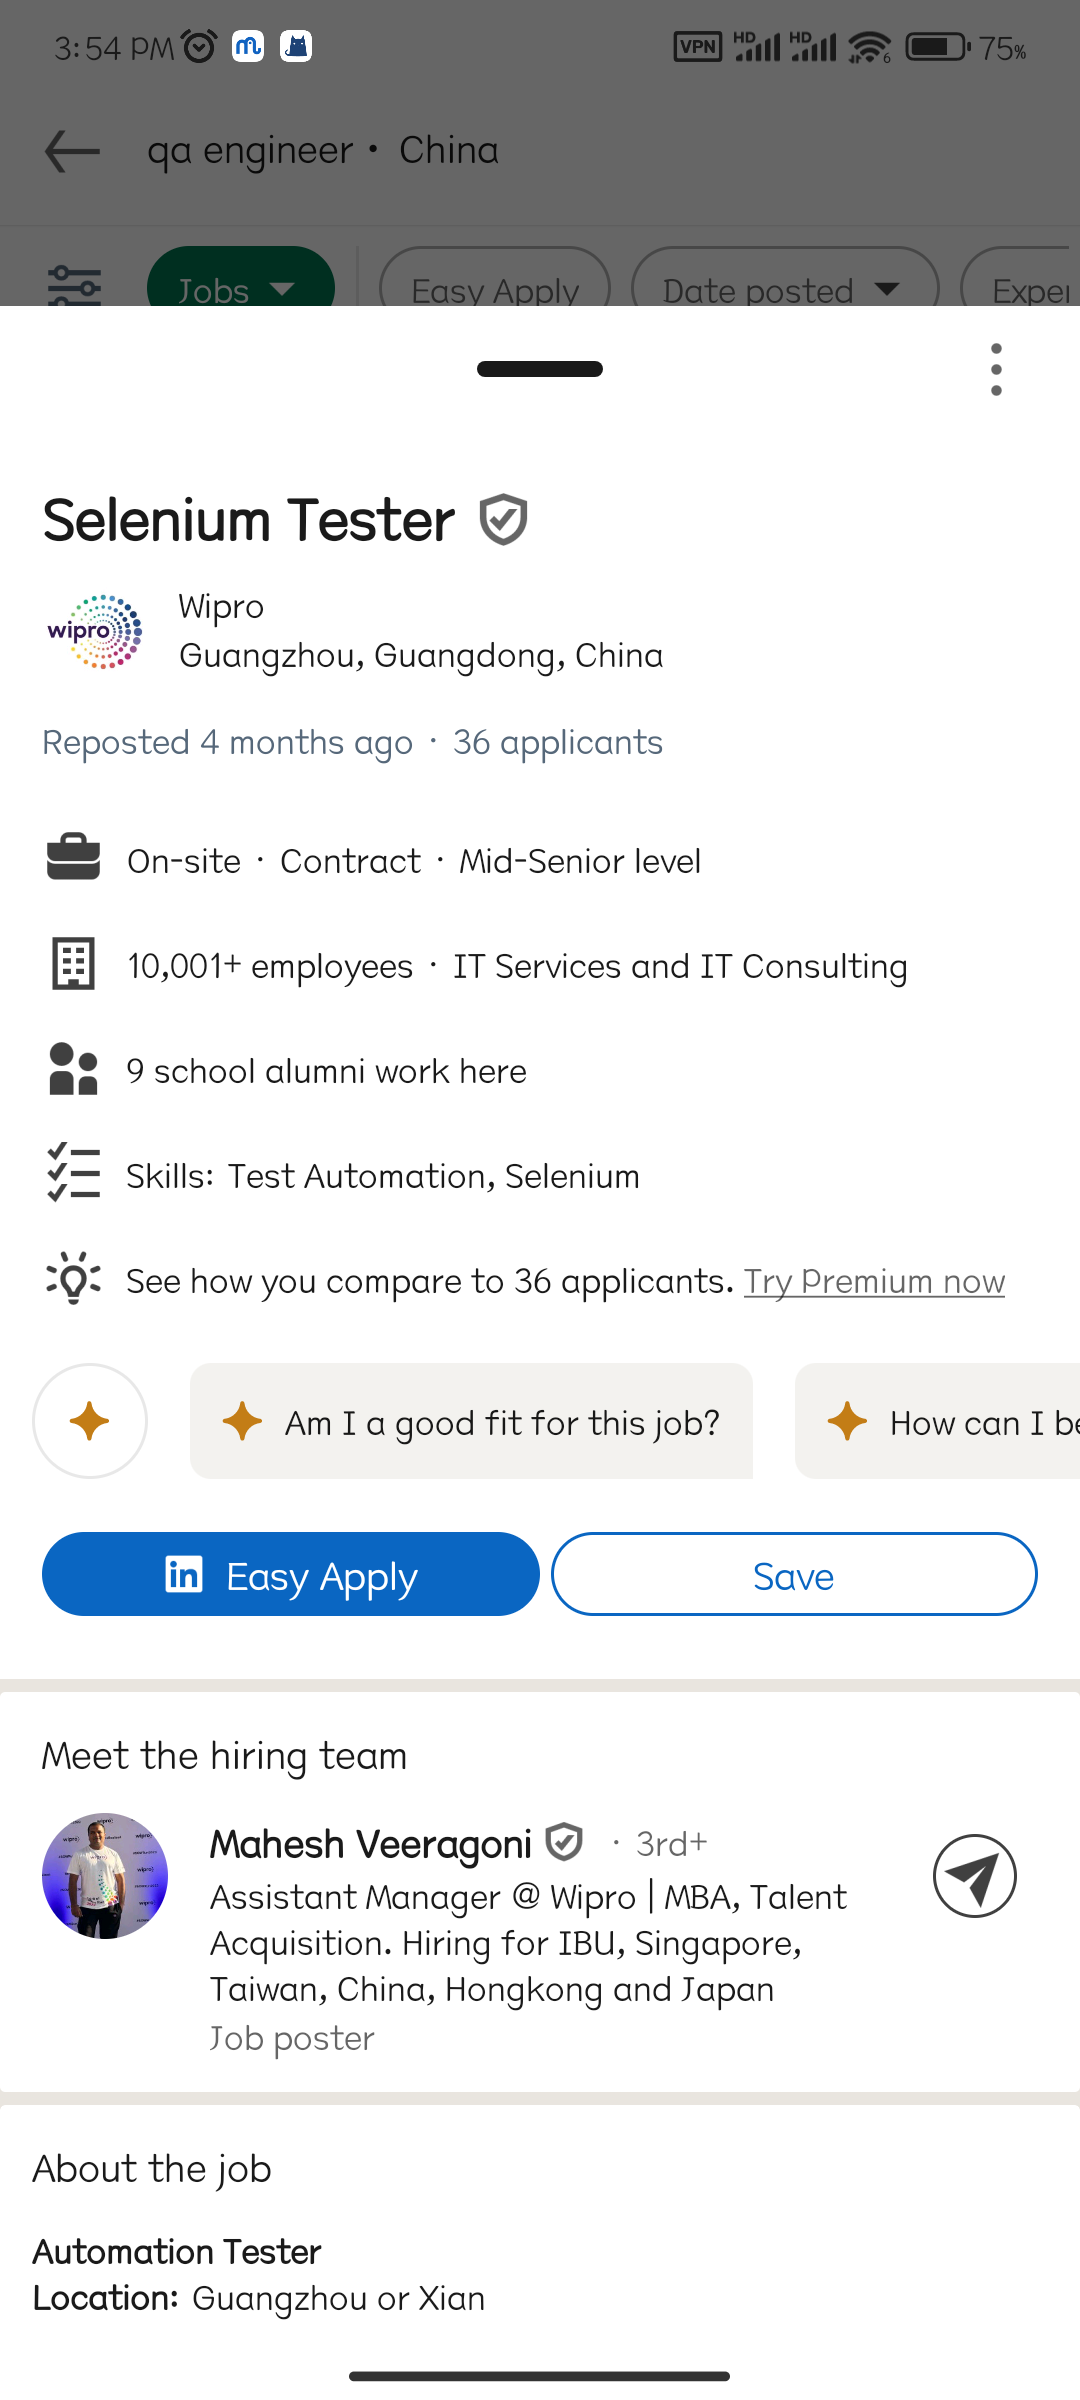 3:54 PM
VPN HD HD 6 75%
qa engineer · China
Jobs Easy Apply Date posted Exper
Selenium Tester
wipro
Wipro
Guangzhou, Guangdong, China
Reposted 4 months ago · 36 applicants
On-site · Contract · Mid-Senior level
10,001+ employees · IT Services and IT Consulting
9 school alumni work here
Skills: Test Automation, Selenium
See how you compare to 36 applicants. Try Premium now
Am I a good fit for this job? How can I be
in Easy Apply Save
Meet the hiring team
Mahesh Veeragoni · 3rd+
Assistant Manager @ Wipro | MBA, Talent
Acquisition. Hiring for IBU, Singapore,
Taiwan, China, Hongkong and Japan
Job poster
About the job
Automation Tester
Location: Guangzhou or Xian